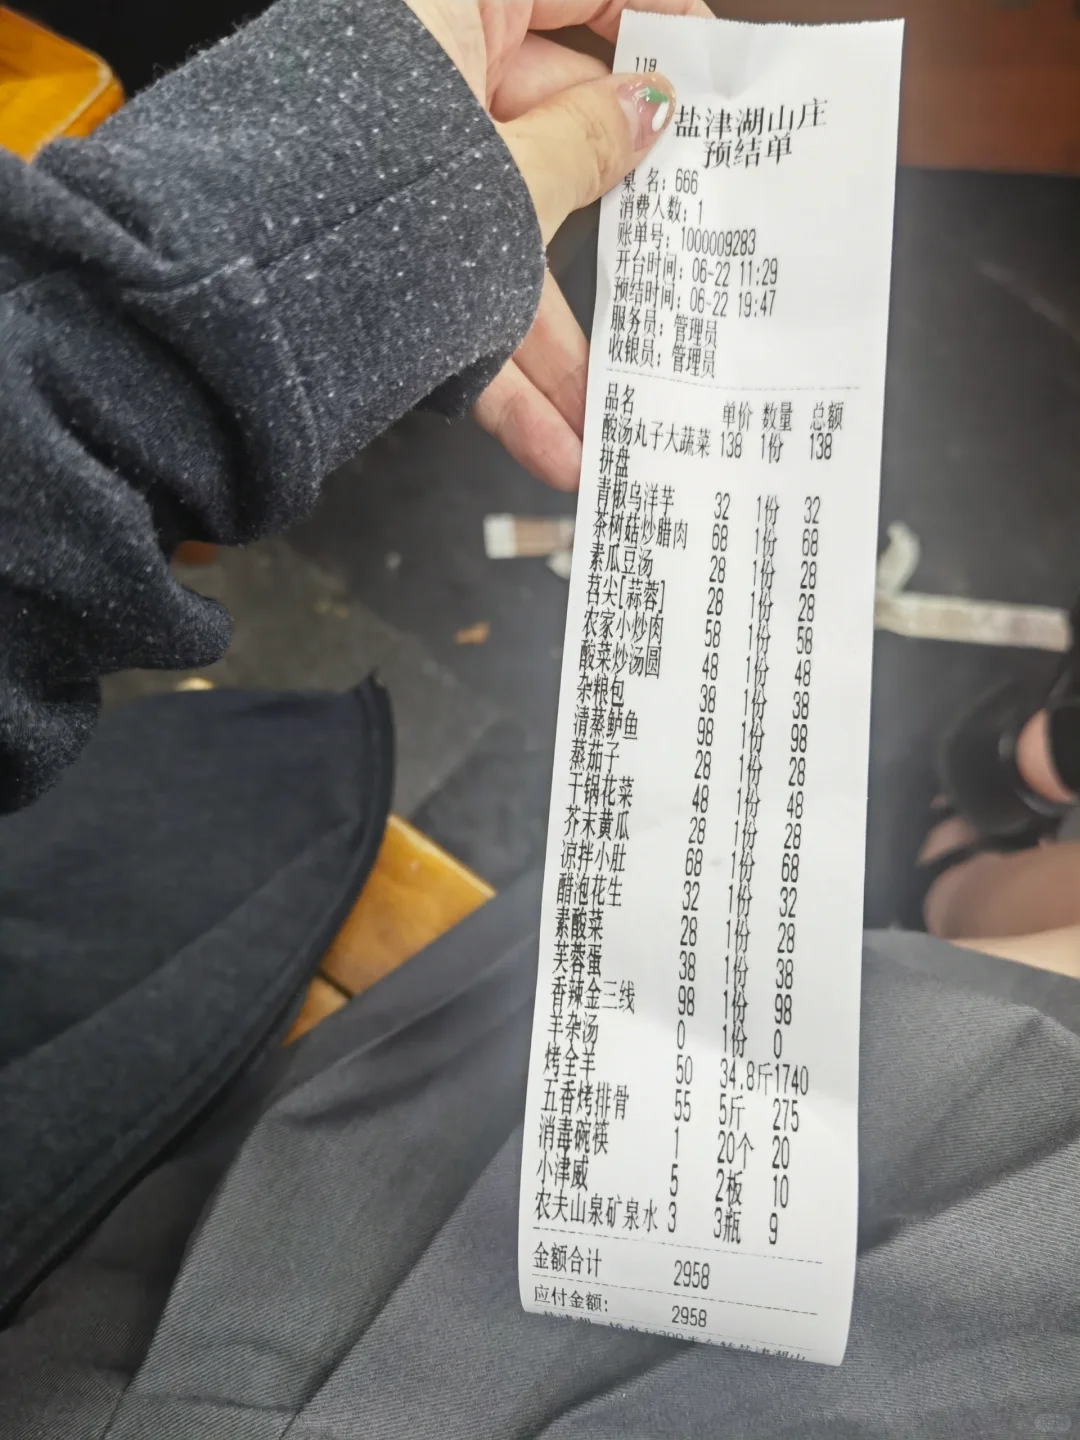 119
盐津湖山庄
预结单
桌 名: 666
消费人数: 1
账单号: 1000009283
开台时间: 06-22 11:29
预结时间: 06-22 19:47
服务员: 管理员
收银员: 管理员
品名 单价 数量 总额
酸汤丸子大蔬菜 138 1份 138
拼盘
青椒乌洋芋 32 1份 32
茶树菇炒腊肉 68 1份 68
素瓜豆汤 28 1份 28
苕尖[蒜蓉] 28 1份 28
农家小炒肉 58 1份 58
酸菜炒汤圆 48 1份 48
杂粮包 38 1份 38
清蒸鲈鱼 98 1份 98
蒸茄子 28 1份 28
干锅花菜 48 1份 48
芥末黄瓜 28 1份 28
凉拌小肚 68 1份 68
醋泡花生 32 1份 32
素酸菜 28 1份 28
芙蓉蛋 38 1份 38
香辣金三线 98 1份 98
羊杂汤 0 1份 0
烤全羊 50 34.8斤 1740
五香烤排骨 55 5斤 275
消毒碗筷 1 20个 20
小津威 5 2板 10
农夫山泉矿泉水 3 3瓶 9
金额合计 2958
应付金额: 2958